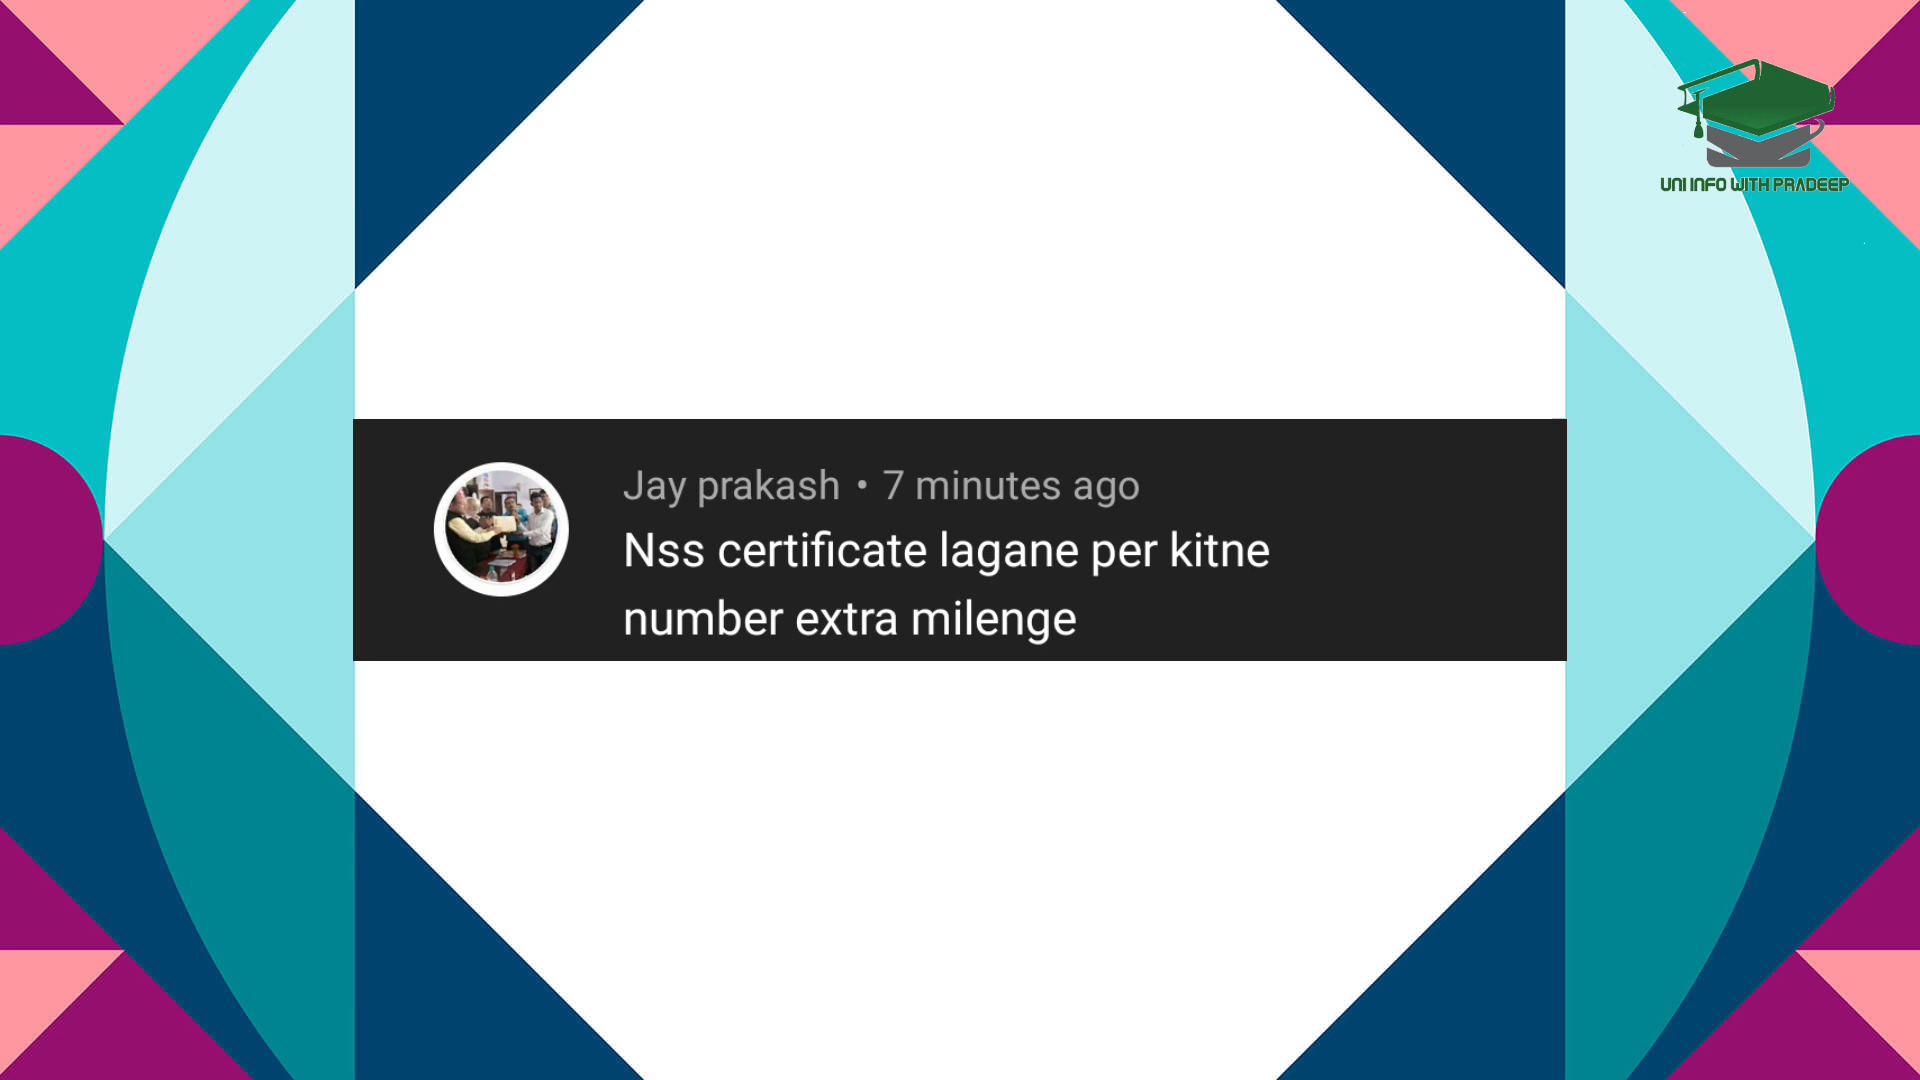 UNI INFO WITH PRADEEP
Jay prakash • 7 minutes ago
Nss certificate lagane per kitne
number extra milenge